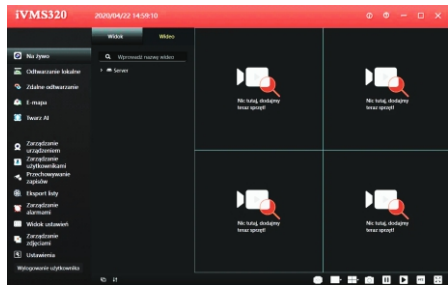 iVMS320
2020/04/22 14:59:10
Widok
Wideo
Wprowadź nazwę wideo
Server
Na żywo
Odtwarzanie lokalne
Zdalne odtwarzanie
E-mapa
Twarz AI
Zarządzanie
urządzeniem
Zarządzanie
użytkownikami
Przechowywanie
zapisów
Eksport listy
Zarządzanie
alarmami
Widok ustawień
Zarządzanie
zdjęciami
Ustawienia
Wylogowanie użytkownika
Nic tutaj, dodajmy
teraz sprzęt!
Nic tutaj, dodajmy
teraz sprzęt!
Nic tutaj, dodajmy
teraz sprzęt!
Nic tutaj, dodajmy
teraz sprzęt!